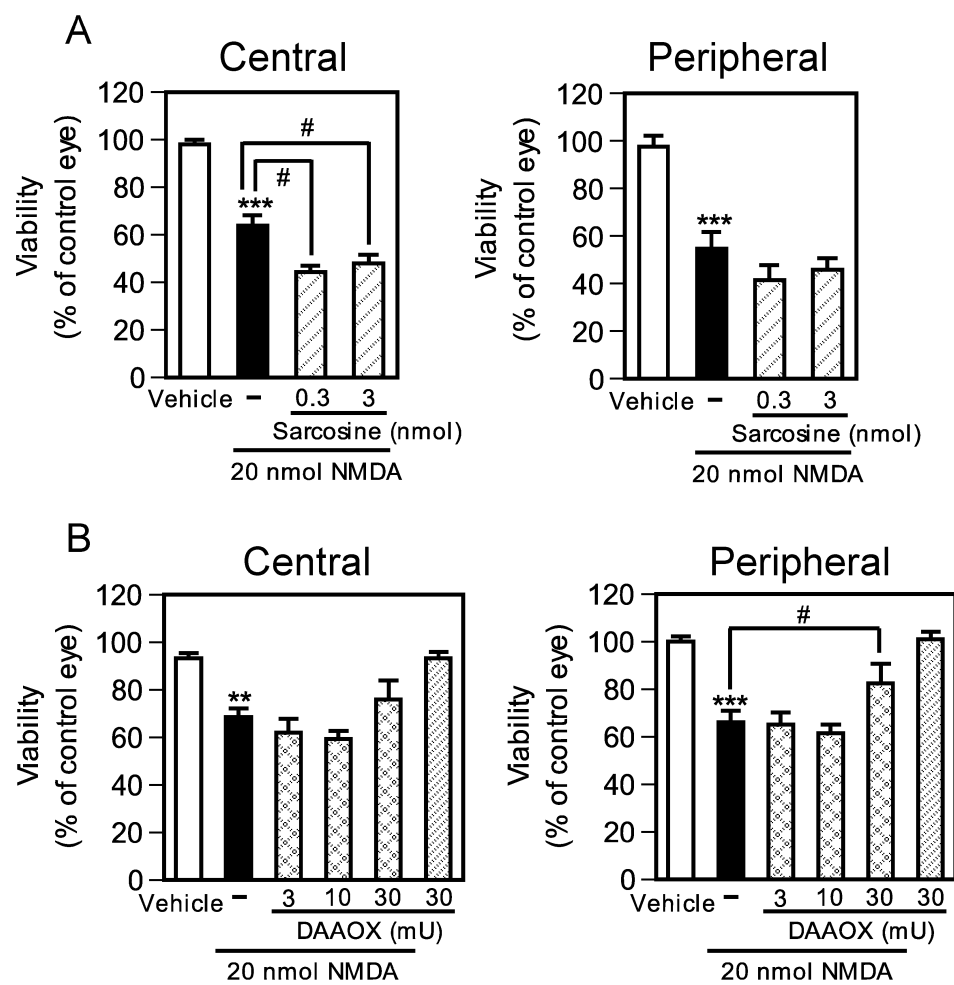 A
Central
Peripheral
Viability
(% of control eye)
120
100
80
60
40
20
0
#
#
***
Vehicle – 0.3 3
Sarcosine (nmol)
20 nmol NMDA
Viability
(% of control eye)
120
100
80
60
40
20
0
***
Vehicle – 0.3 3
Sarcosine (nmol)
20 nmol NMDA
B
Central
Peripheral
Viability
(% of control eye)
120
100
80
60
40
20
0
**
Vehicle – 3 10 30 30
DAAOX (mU)
20 nmol NMDA
Viability
(% of control eye)
120
100
80
60
40
20
0
#
***
Vehicle – 3 10 30 30
DAAOX (mU)
20 nmol NMDA